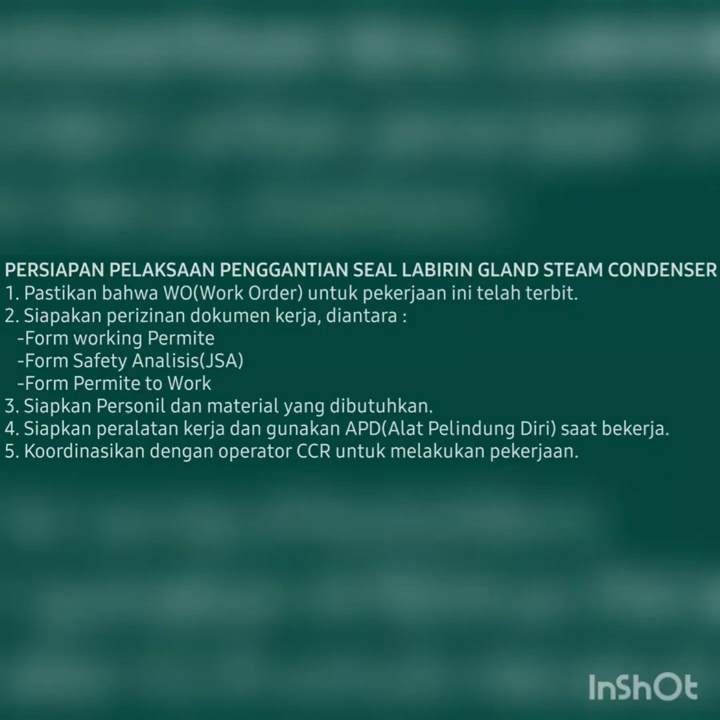 PERSIAPAN PELAKSAAN PENGGANTIAN SEAL LABIRIN GLAND STEAM CONDENSER
1. Pastikan bahwa WO(Work Order) untuk pekerjaan ini telah terbit.
2. Siapakan perizinan dokumen kerja, diantara :
-Form working Permite
-Form Safety Analisis(JSA)
-Form Permite to Work
3. Siapkan Personil dan material yang dibutuhkan.
4. Siapkan peralatan kerja dan gunakan APD(Alat Pelindung Diri) saat bekerja.
5. Koordinasikan dengan operator CCR untuk melakukan pekerjaan.
InShOt